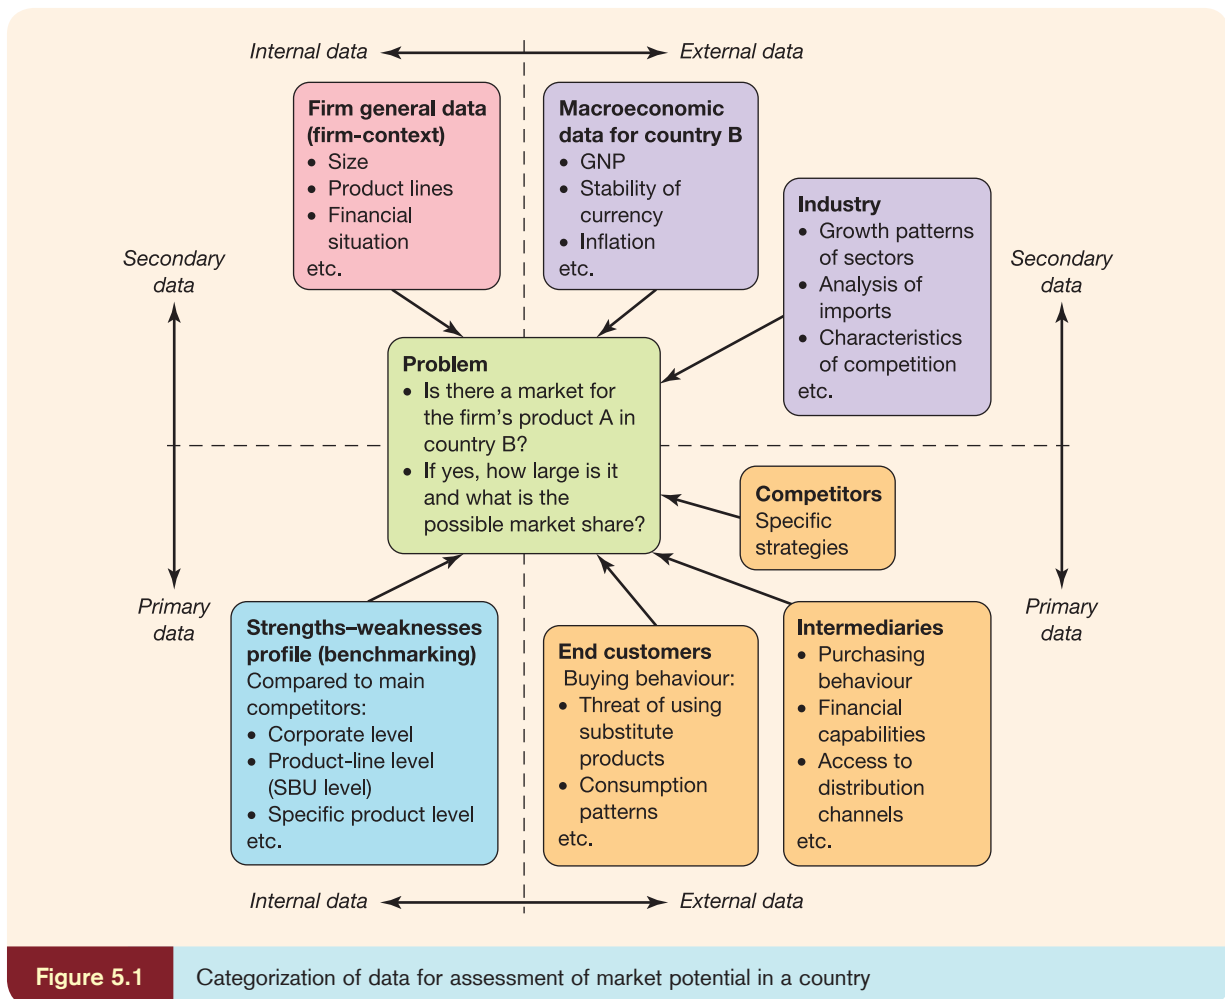 Internal data
External data
Firm general data
(firm-context)
• Size
• Product lines
• Financial
situation
etc.
Macroeconomic
data for country B
• GNP
• Stability of
currency
• Inflation
etc.
Industry
• Growth patterns
of sectors
• Analysis of
imports
• Characteristics
of competition
etc.
Secondary
data
Secondary
data
Problem
• Is there a market for
the firm's product A in
country B?
• If yes, how large is it
and what is the
possible market share?
Competitors
Specific
strategies
Primary
data
Primary
data
Strengths–weaknesses
profile (benchmarking)
Compared to main
competitors:
• Corporate level
• Product-line level
(SBU level)
• Specific product level
etc.
End customers
Buying behaviour:
• Threat of using
substitute
products
• Consumption
patterns
etc.
Intermediaries
• Purchasing
behaviour
• Financial
capabilities
• Access to
distribution
channels
etc.
Internal data
External data
Figure 5.1
Categorization of data for assessment of market potential in a country